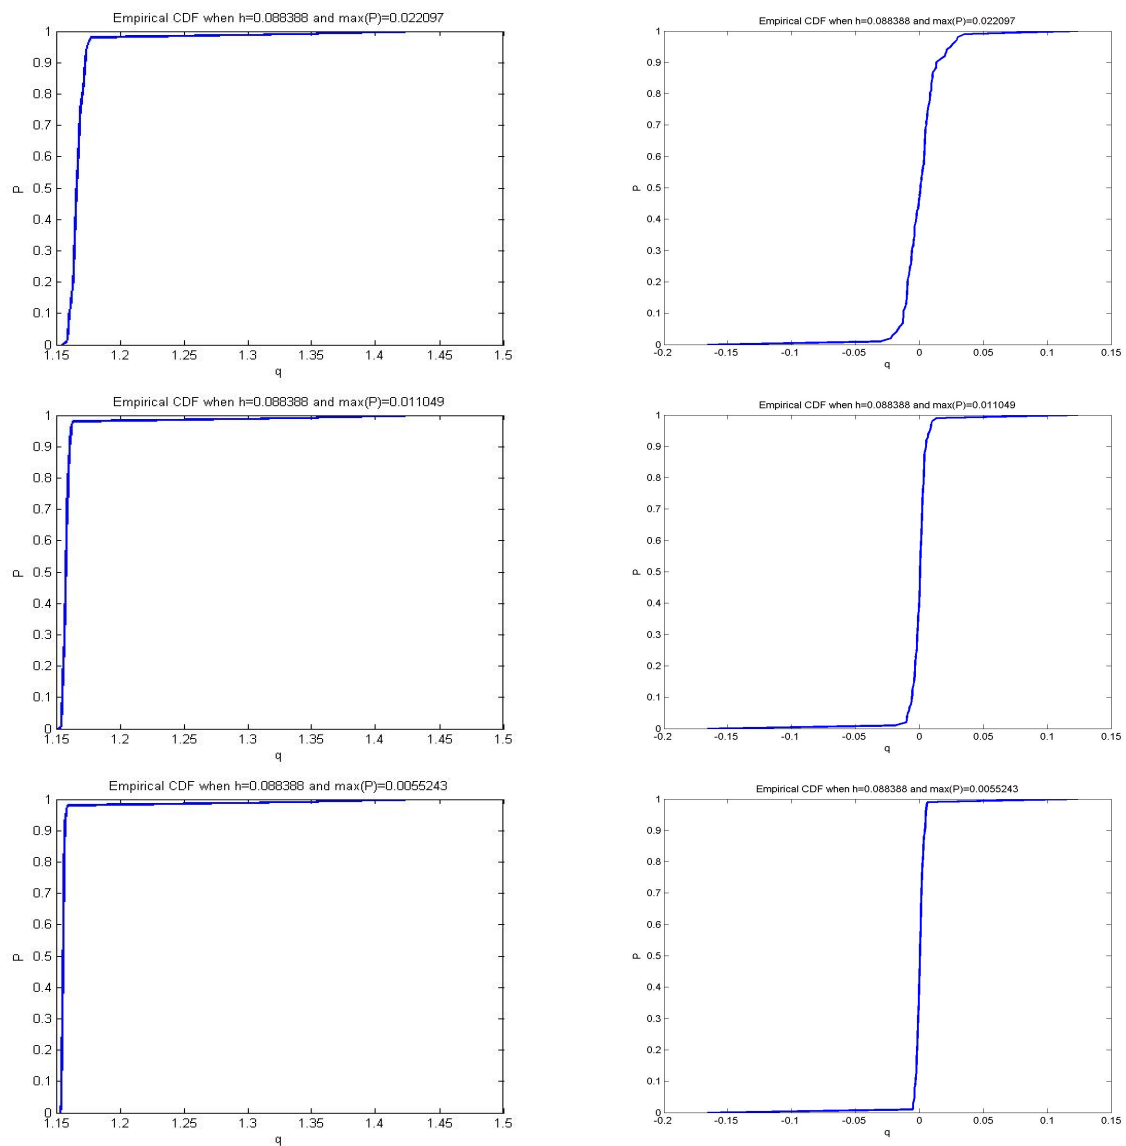 Empirical CDF when h=0.088388 and max(P)=0.022097
1
0.9
0.8
0.7
0.6
0.5
0.4
0.3
0.2
0.1
0
P
1.15 1.2 1.25 1.3 1.35 1.4 1.45 1.5
q
Empirical CDF when h=0.088388 and max(P)=0.022097
1
0.9
0.8
0.7
0.6
0.5
0.4
0.3
0.2
0.1
0
P
-0.2 -0.15 -0.1 -0.05 0 0.05 0.1 0.15
q
Empirical CDF when h=0.088388 and max(P)=0.011049
1
0.9
0.8
0.7
0.6
0.5
0.4
0.3
0.2
0.1
0
P
1.15 1.2 1.25 1.3 1.35 1.4 1.45 1.5
q
Empirical CDF when h=0.088388 and max(P)=0.011049
1
0.9
0.8
0.7
0.6
0.5
0.4
0.3
0.2
0.1
0
P
-0.2 -0.15 -0.1 -0.05 0 0.05 0.1 0.15
q
Empirical CDF when h=0.088388 and max(P)=0.0055243
1
0.9
0.8
0.7
0.6
0.5
0.4
0.3
0.2
0.1
0
P
1.15 1.2 1.25 1.3 1.35 1.4 1.45 1.5
q
Empirical CDF when h=0.088388 and max(P)=0.0055243
1
0.9
0.8
0.7
0.6
0.5
0.4
0.3
0.2
0.1
0
P
-0.2 -0.15 -0.1 -0.05 0 0.05 0.1 0.15
q